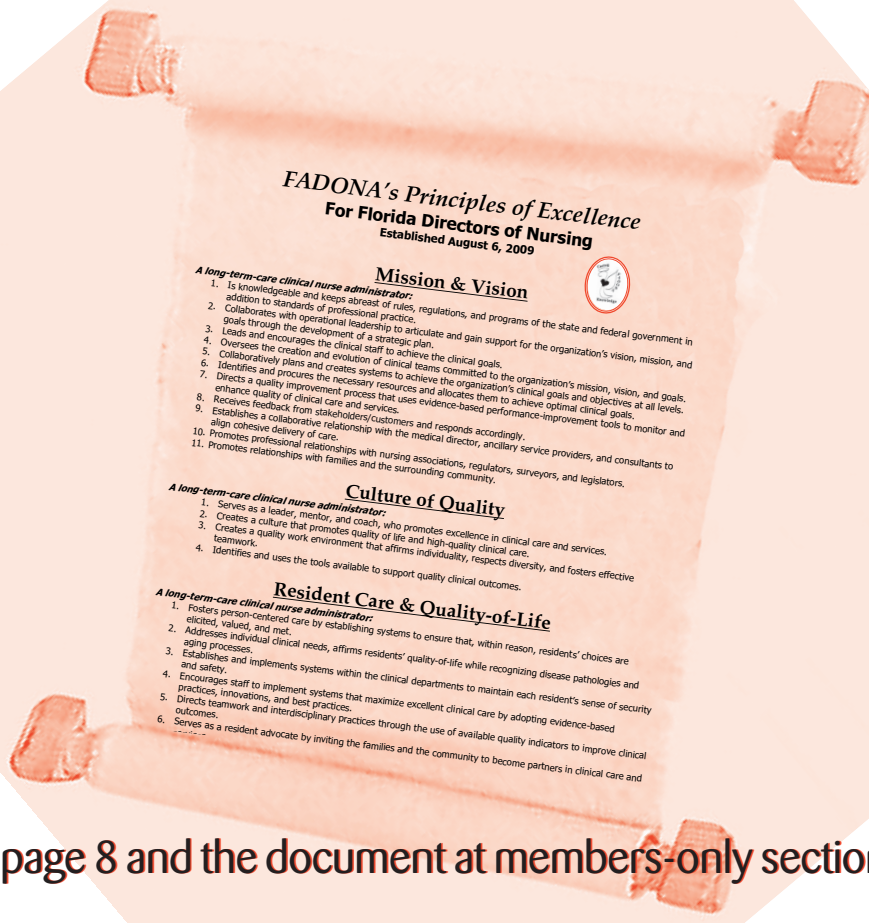 FADONA's Principles of Excellence
For Florida Directors of Nursing
Established August 6, 2009
Mission & Vision
A long-term-care clinical nurse administrator:
1. Is knowledgeable and keeps abreast of rules, regulations, and programs of the state and federal government in
addition to standards of professional practice.
2. Collaborates with operational leadership to articulate and gain support for the organization's vision, mission, and
goals through the development of a strategic plan.
3. Leads and encourages the clinical staff to achieve the clinical goals.
4. Oversees the creation and evolution of clinical teams committed to the organization's mission, vision, and goals.
5. Collaboratively plans and creates systems to achieve the organization's clinical goals and objectives at all levels.
6. Identifies and procures the necessary resources and allocates them to achieve optimal clinical goals.
7. Directs a quality improvement process that uses evidence-based performance-improvement tools to monitor and
enhance quality of clinical care and services.
8. Receives feedback from stakeholders/customers and responds accordingly.
9. Establishes a collaborative relationship with the medical director, ancillary service providers, and consultants to
align cohesive delivery of care.
10. Promotes professional relationships with nursing associations, regulators, surveyors, and legislators.
11. Promotes relationships with families and the surrounding community.
Culture of Quality
A long-term-care clinical nurse administrator:
1. Serves as a leader, mentor, and coach, who promotes excellence in clinical care and services.
2. Creates a culture that promotes quality of life and high-quality clinical care.
3. Creates a quality work environment that affirms individuality, respects diversity, and fosters effective
teamwork.
4. Identifies and uses the tools available to support quality clinical outcomes.
Resident Care & Quality-of-Life
A long-term-care clinical nurse administrator:
1. Fosters person-centered care by establishing systems to ensure that, within reason, residents' choices are
elicited, valued, and met.
2. Addresses individual clinical needs, affirms residents' quality-of-life while recognizing disease pathologies and
aging processes.
3. Establishes and implements systems within the clinical departments to maintain each resident's sense of security
and safety.
4. Encourages staff to implement systems that maximize excellent clinical care by adopting evidence-based
practices, innovations, and best practices.
5. Directs teamwork and interdisciplinary practices through the use of available quality indicators to improve clinical
outcomes.
6. Serves as a resident advocate by inviting the families and the community to become partners in clinical care and
page 8 and the document at members-only sectio